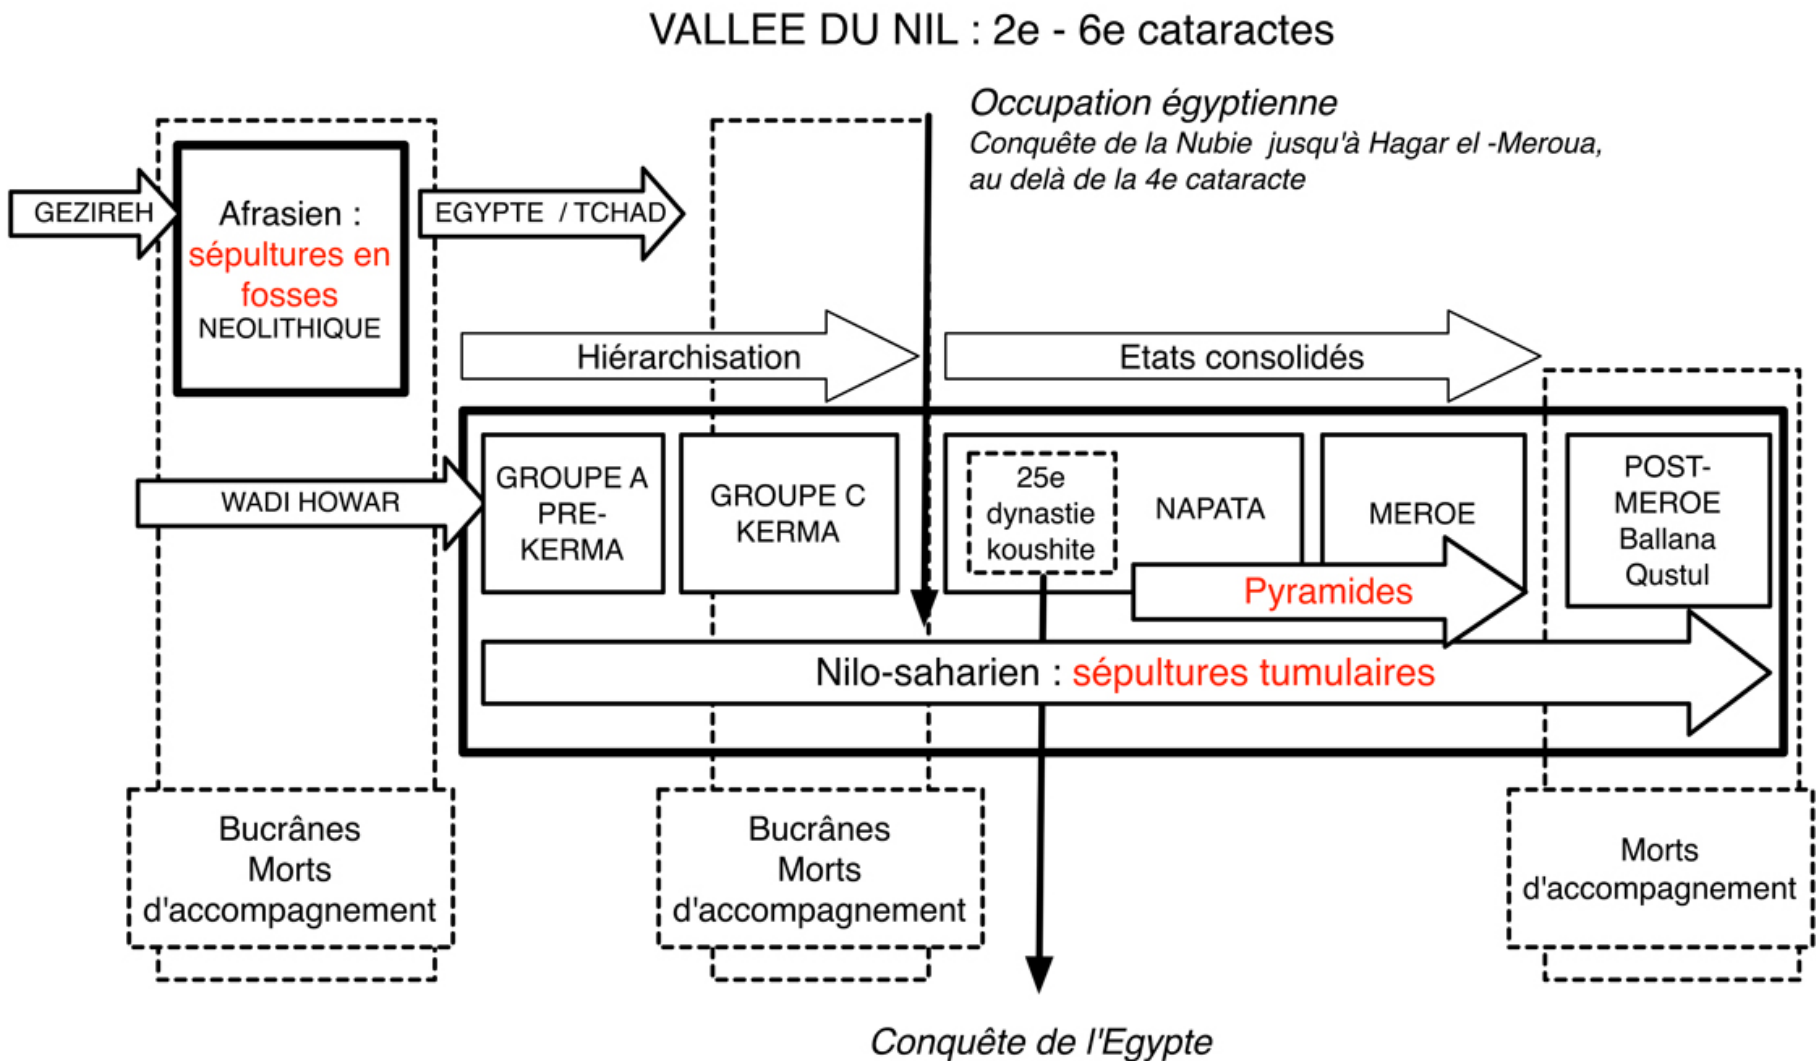 VALLEE DU NIL : 2e - 6e cataractes
Occupation égyptienne
Conquête de la Nubie jusqu'à Hagar el -Meroua,
au delà de la 4e cataracte
GEZIREH
Afrasien :
sépultures en
fosses
NEOLITHIQUE
EGYPTE / TCHAD
Hiérarchisation
Etats consolidés
WADI HOWAR
GROUPE A
PRE-
KERMA
GROUPE C
KERMA
25e
dynastie
koushite
NAPATA
MEROE
POST-
MEROE
Ballana
Qustul
Pyramides
Nilo-saharien : sépultures tumulaires
Bucrânes
Morts
d'accompagnement
Bucrânes
Morts
d'accompagnement
Morts
d'accompagnement
Conquête de l'Egypte